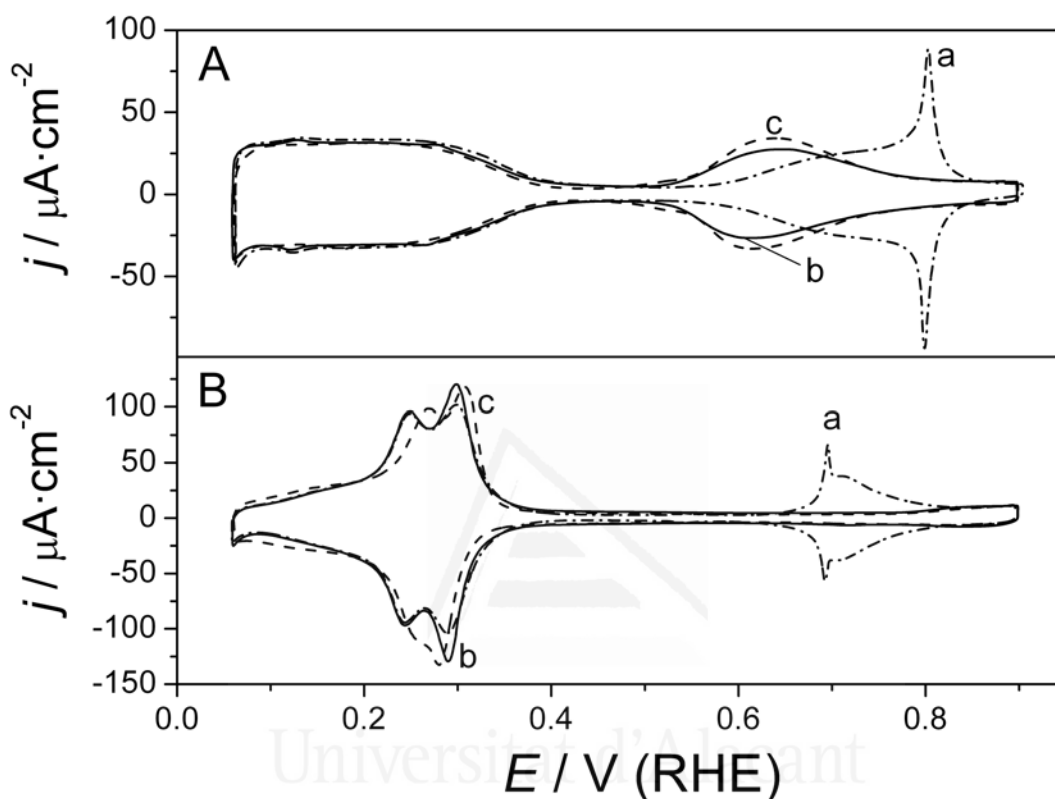 100
50
0
-50
j / μA·cm-2
A
a
c
b
100
50
0
-50
-100
-150
j / μA·cm-2
B
a
c
b
0.0 0.2 0.4 0.6 0.8
E / V (RHE)
Universitat d'Alacant